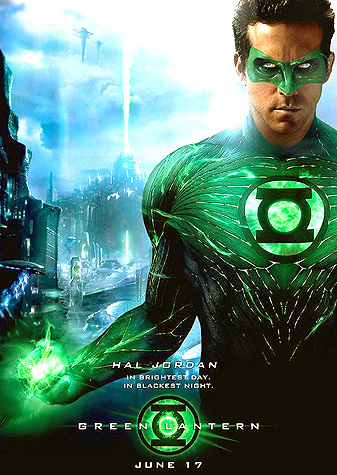 HAL JORDAN
IN BRIGHTEST DAY.
IN BLACKEST NIGHT.
GREEN LANTERN
JUNE 17